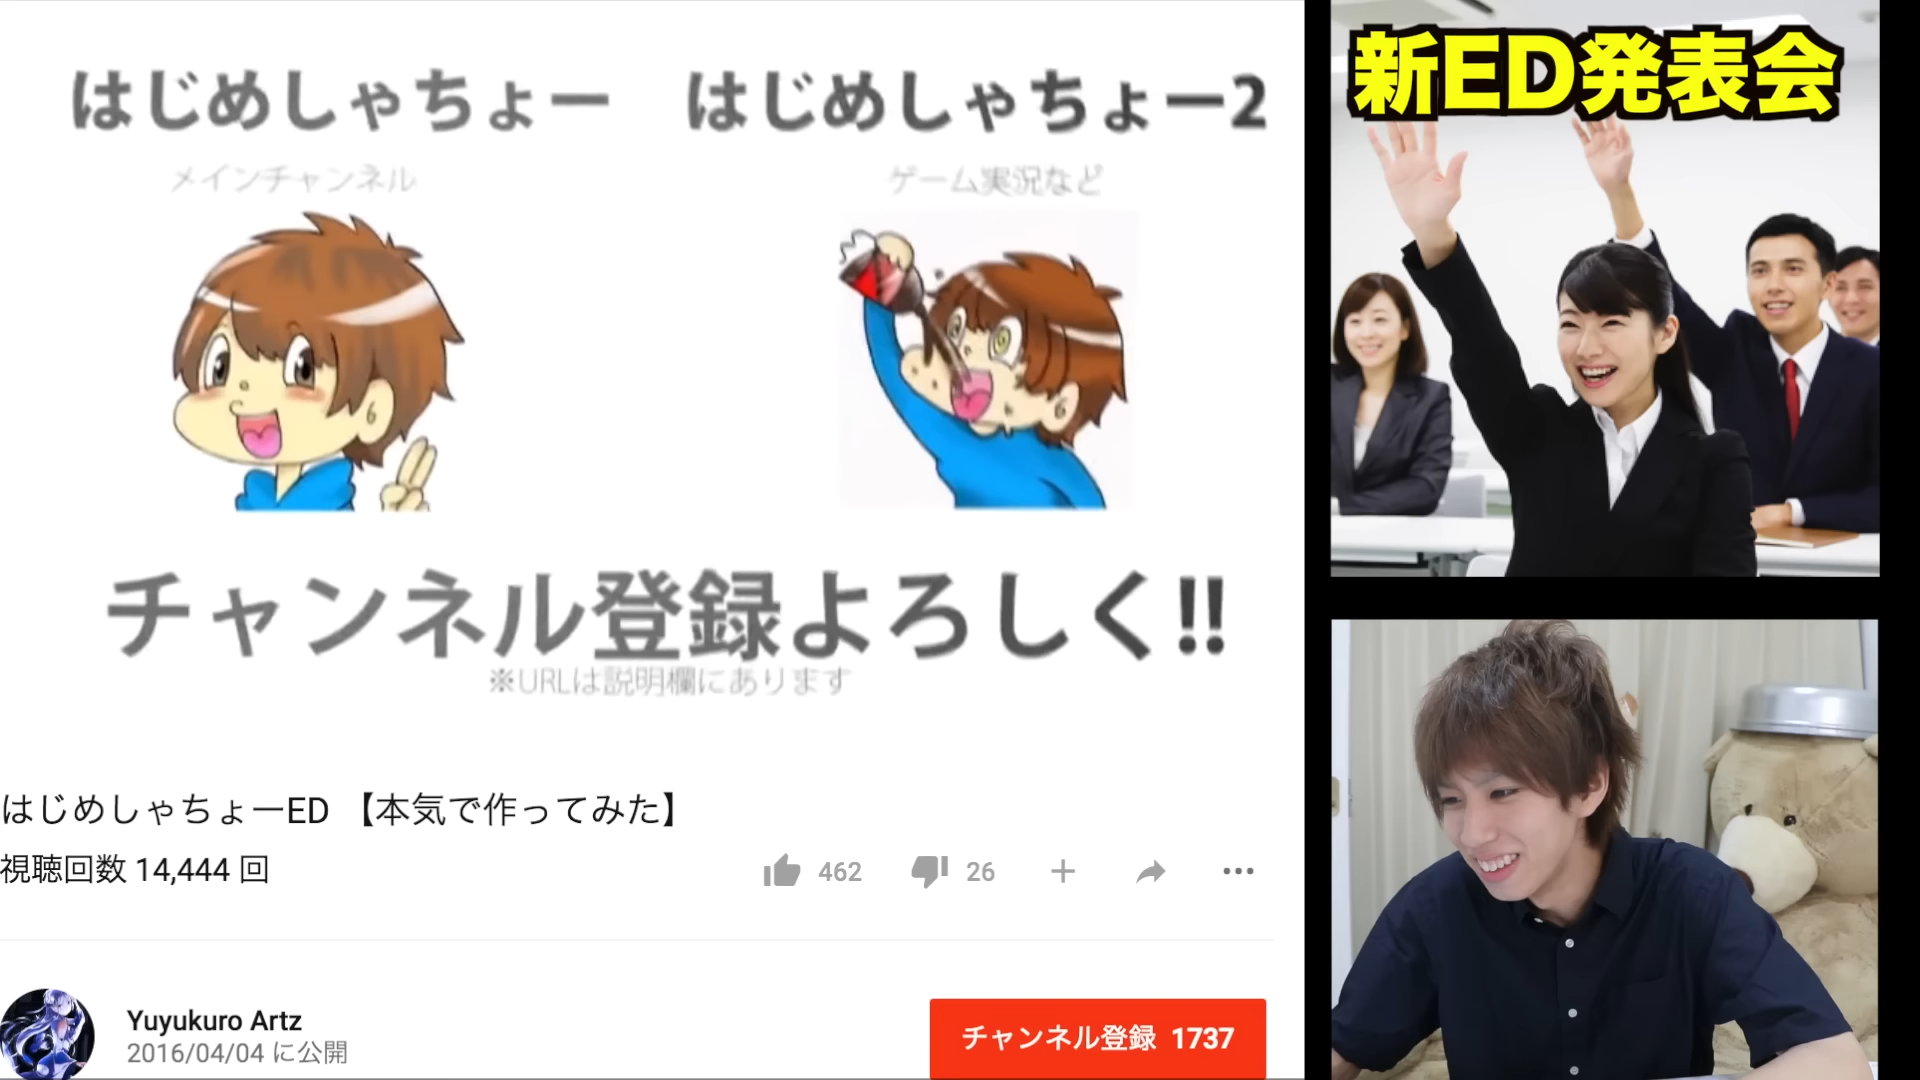 はじめしゃちょー
はじめしゃちょー2
メインチャンネル
ゲーム実況など
チャンネル登録よろしく!!
※URLは説明欄にあります
はじめしゃちょーED 【本気で作ってみた】
視聴回数 14,444 回
462
26
Yuyukuro Artz
2016/04/04 に公開
チャンネル登録 1737
新ED発表会